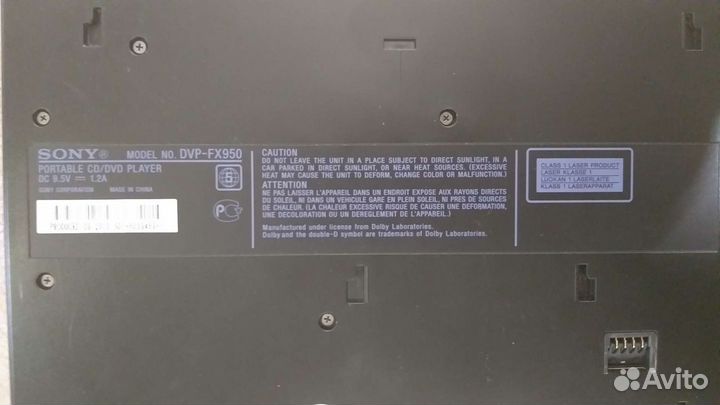 SONY® MODEL NO. DVP-FX950
PORTABLE CD/DVD PLAYER
DC 9.5V 1.2A
SONY CORPORATION MADE IN CHINA
5
CAUTION
DO NOT LEAVE THE UNIT IN A PLACE SUBJECT TO DIRECT SUNLIGHT, IN A
CAR PARKED IN DIRECT SUNLIGHT, OR NEAR HEAT SOURCES. (EXCESSIVE
HEAT MAY CAUSE THE UNIT TO DEFORM, CHANGE COLOR OR MALFUNCTION.)
ATTENTION
NE PAS LAISSER L'APPAREIL DANS UN ENDROIT EXPOSE AUX RAYONS DIRECTS
DU SOLEIL, NI DANS UN VEHICULE GARE EN PLEIN SOLEIL, NI PRES DE SOURCES
DE CHALEUR. (LA CHALEUR EXCESSIVE RISQUE DE CAUSER UNE DEFORMATION,
UNE DECOLORATION OU UN DEREGLEMENT DE L'APPAREIL.)
Manufactured under license from Dolby Laboratories.
Dolby and the double-D symbol are trademarks of Dolby Laboratories.
CLASS 1 LASER PRODUCT
LASER KLASSE 1
LUOKAN 1 LASERLAITE
KLASS 1 LASERAPPARAT
Avito